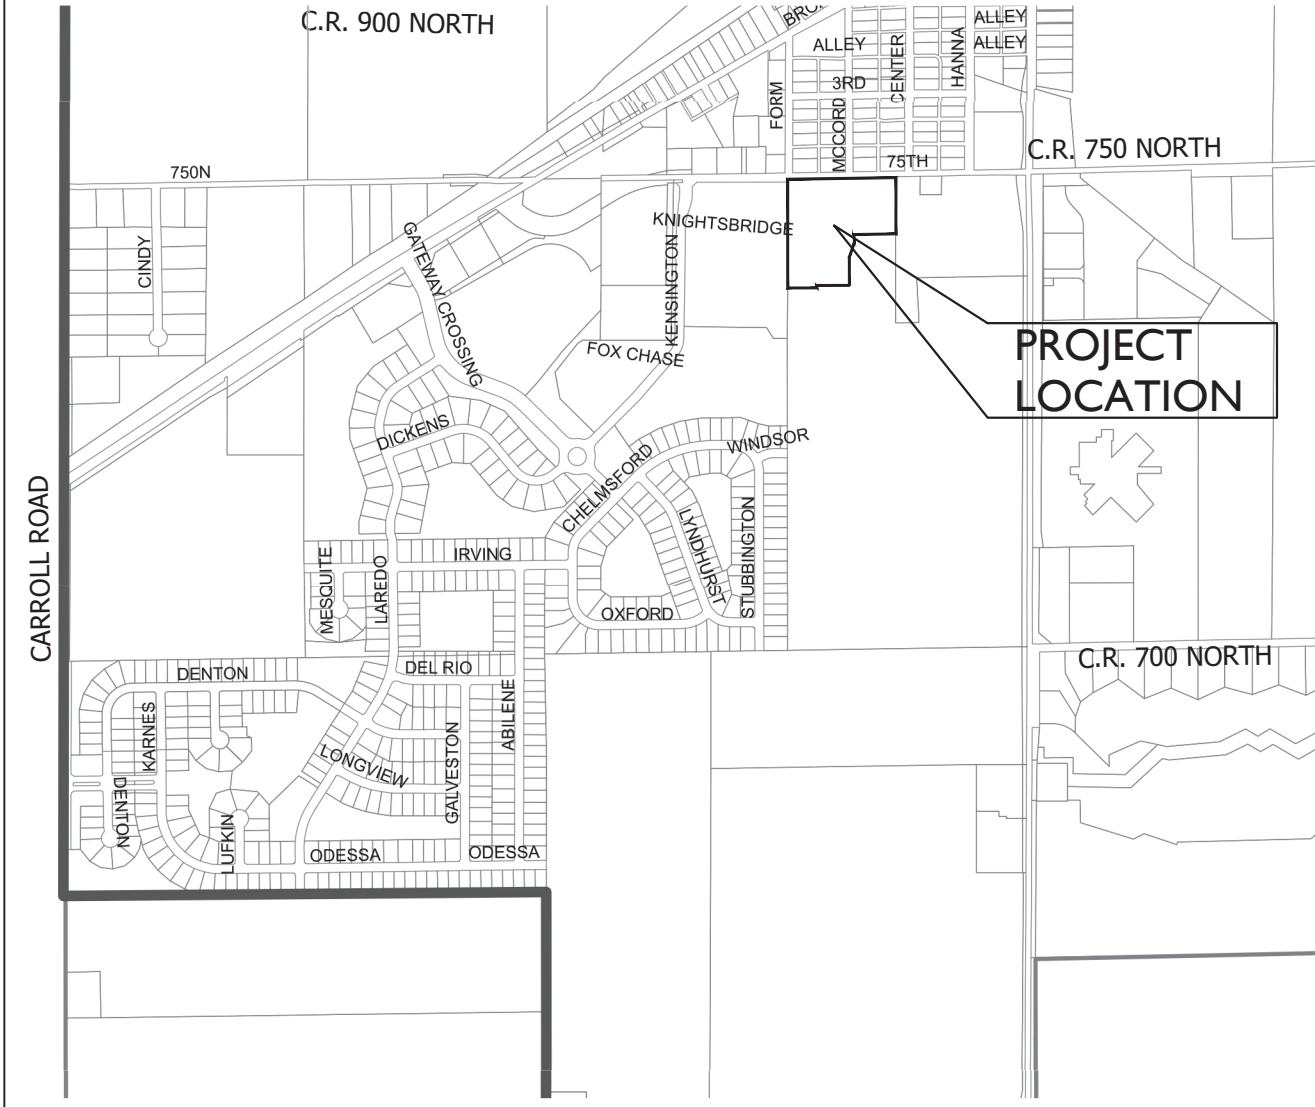 C.R. 900 NORTH
ALLEY
ALLEY
ALLEY
3RD
CENTER
HANNA
FORM
MCCORD
75TH
C.R. 750 NORTH
750N
CINDY
GATEWAY CROSSING
KNIGHTSBRIDGE
KENSINGTON
FOX CHASE
PROJECT
LOCATION
DICKENS
WINDSOR
CHELMSFORD
LYNDHURST
STUBBINGTON
CARROLL ROAD
MESQUITE
LAREDO
IRVING
OXFORD
DEL RIO
DENTON
C.R. 700 NORTH
KARNES
ABILENE
GALVESTON
LONGVIEW
DENTON
LUFKIN
ODESSA
ODESSA